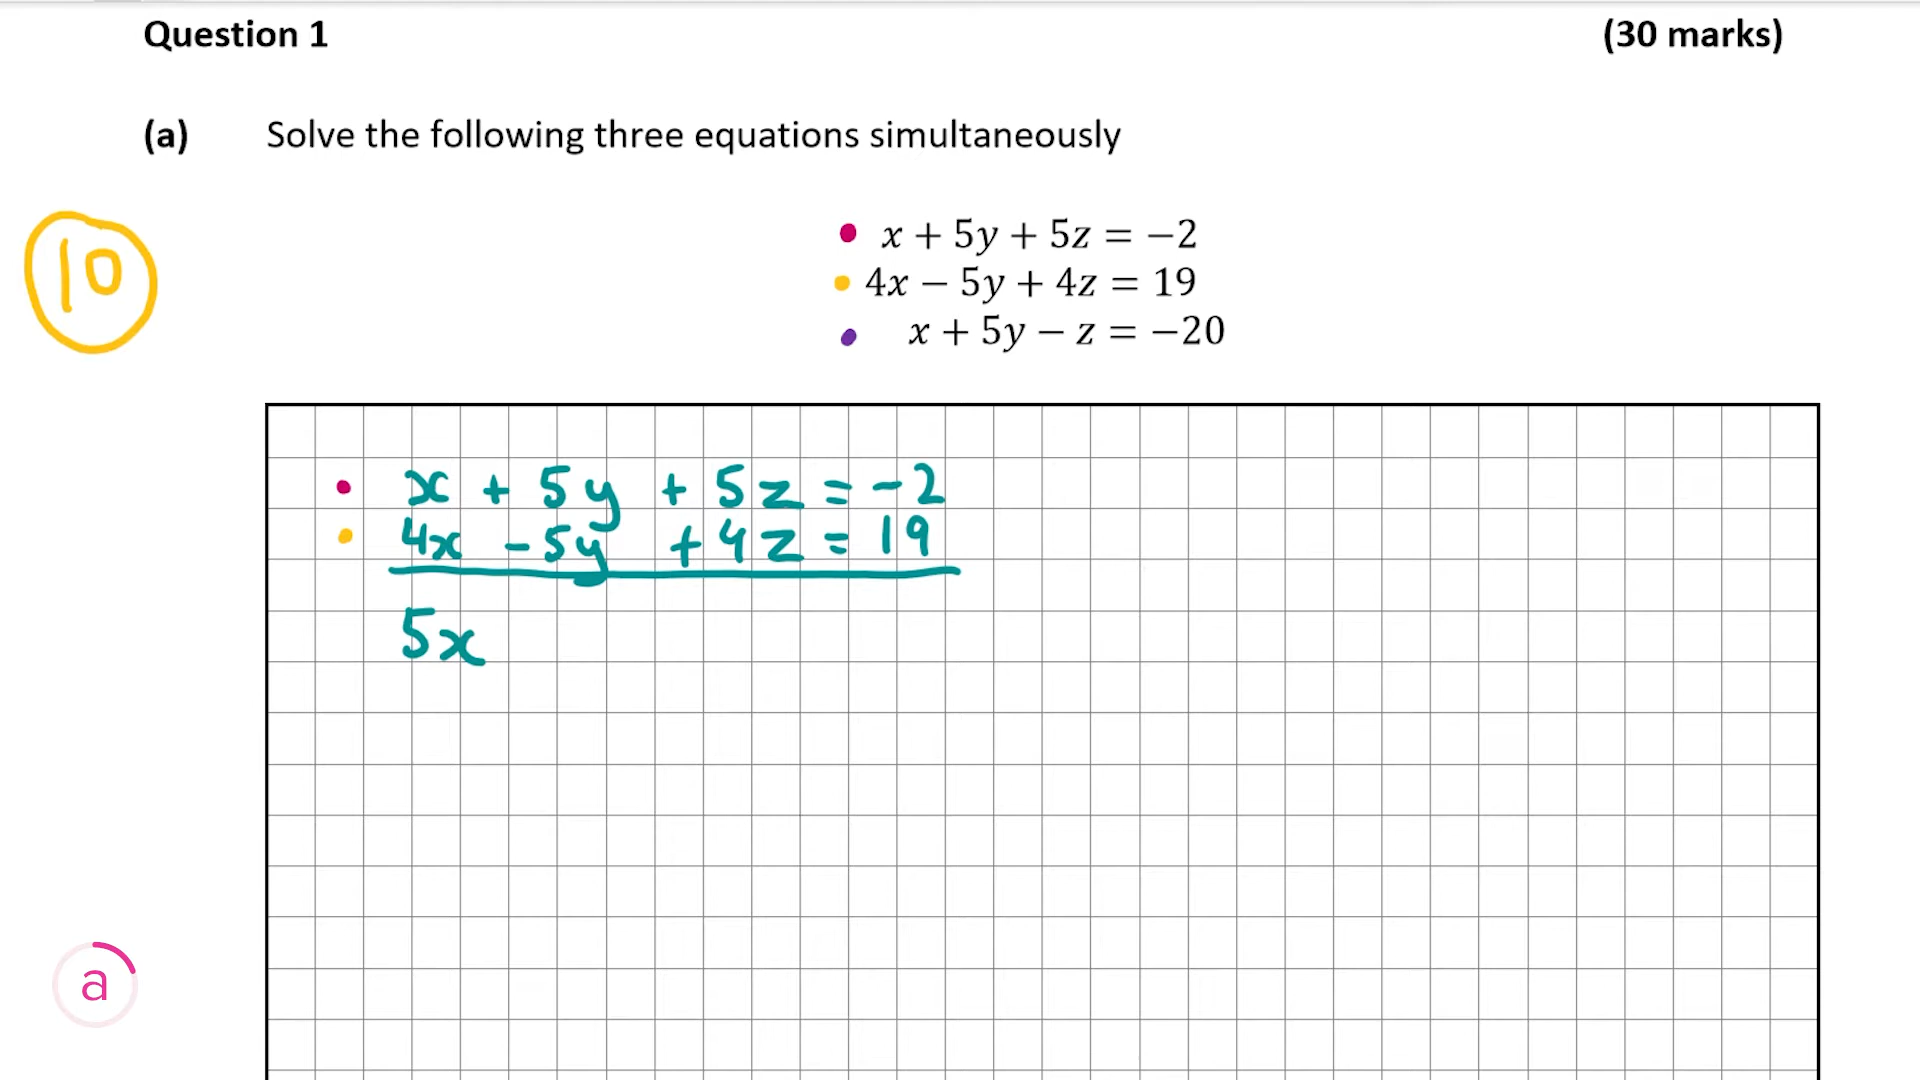 Question 1 (30 marks)
(a) Solve the following three equations simultaneously
10
x + 5y + 5z = −2
4x − 5y + 4z = 19
x + 5y − z = −20
x + 5y + 5z = -2
4x - 5y + 4z = 19
5x
a